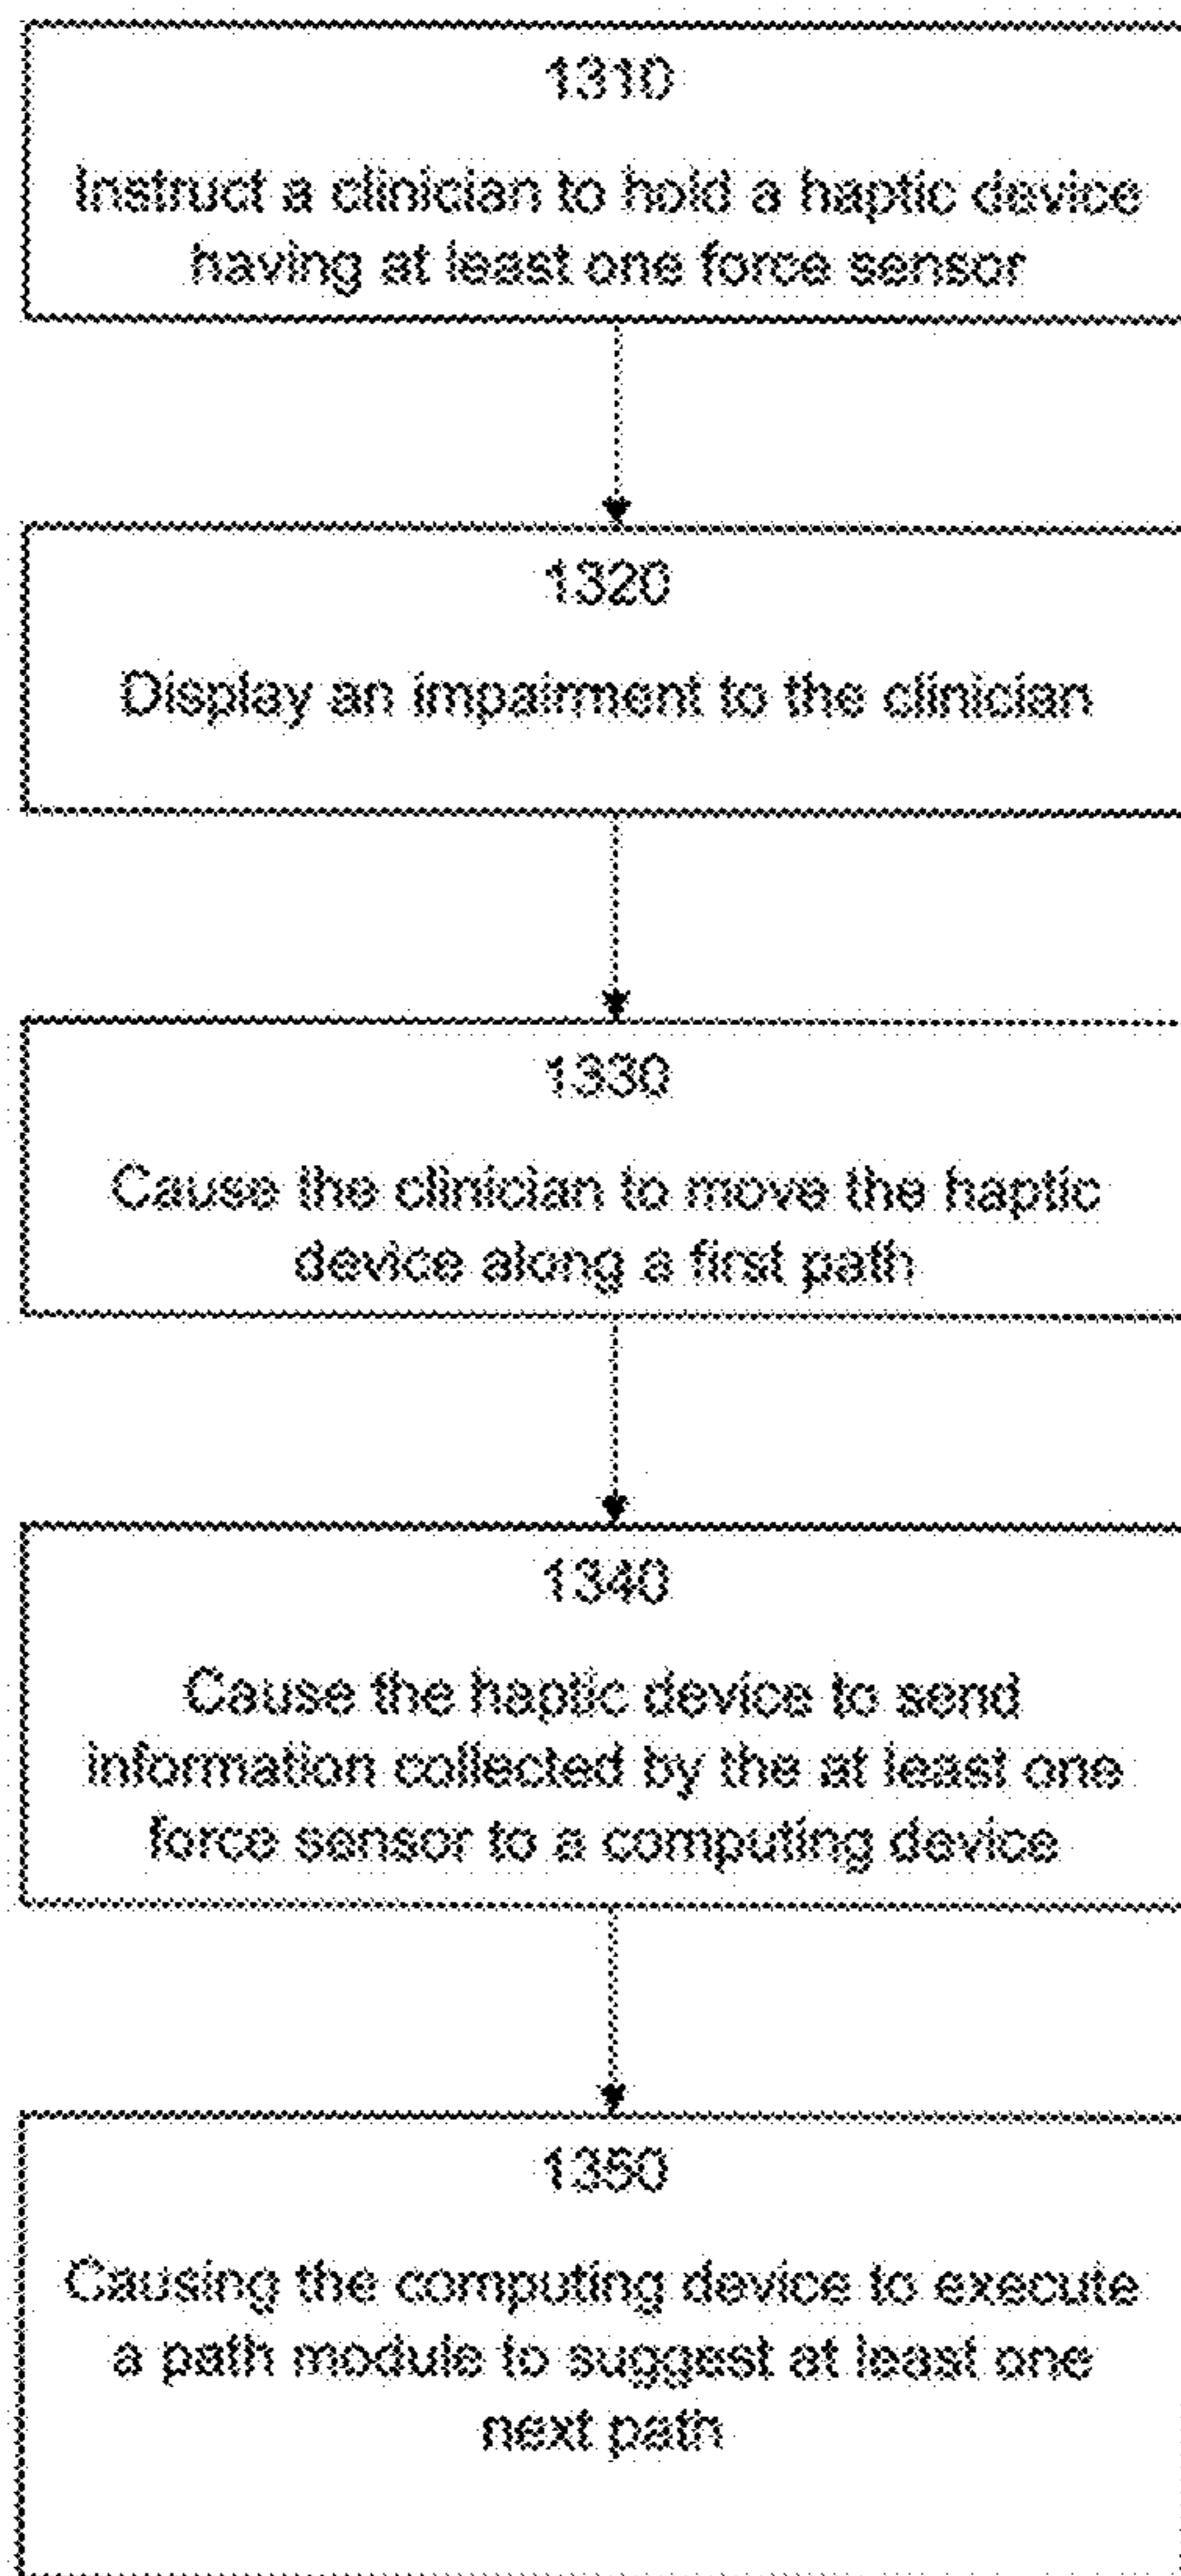 1310
Instruct a clinician to hold a haptic device
having at least one force sensor
1320
Display an impairment to the clinician
1330
Cause the clinician to move the haptic
device along a first path
1340
Cause the haptic device to send
information collected by the at least one
force sensor to a computing device
1350
Causing the computing device to execute
a path module to suggest at least one
next path